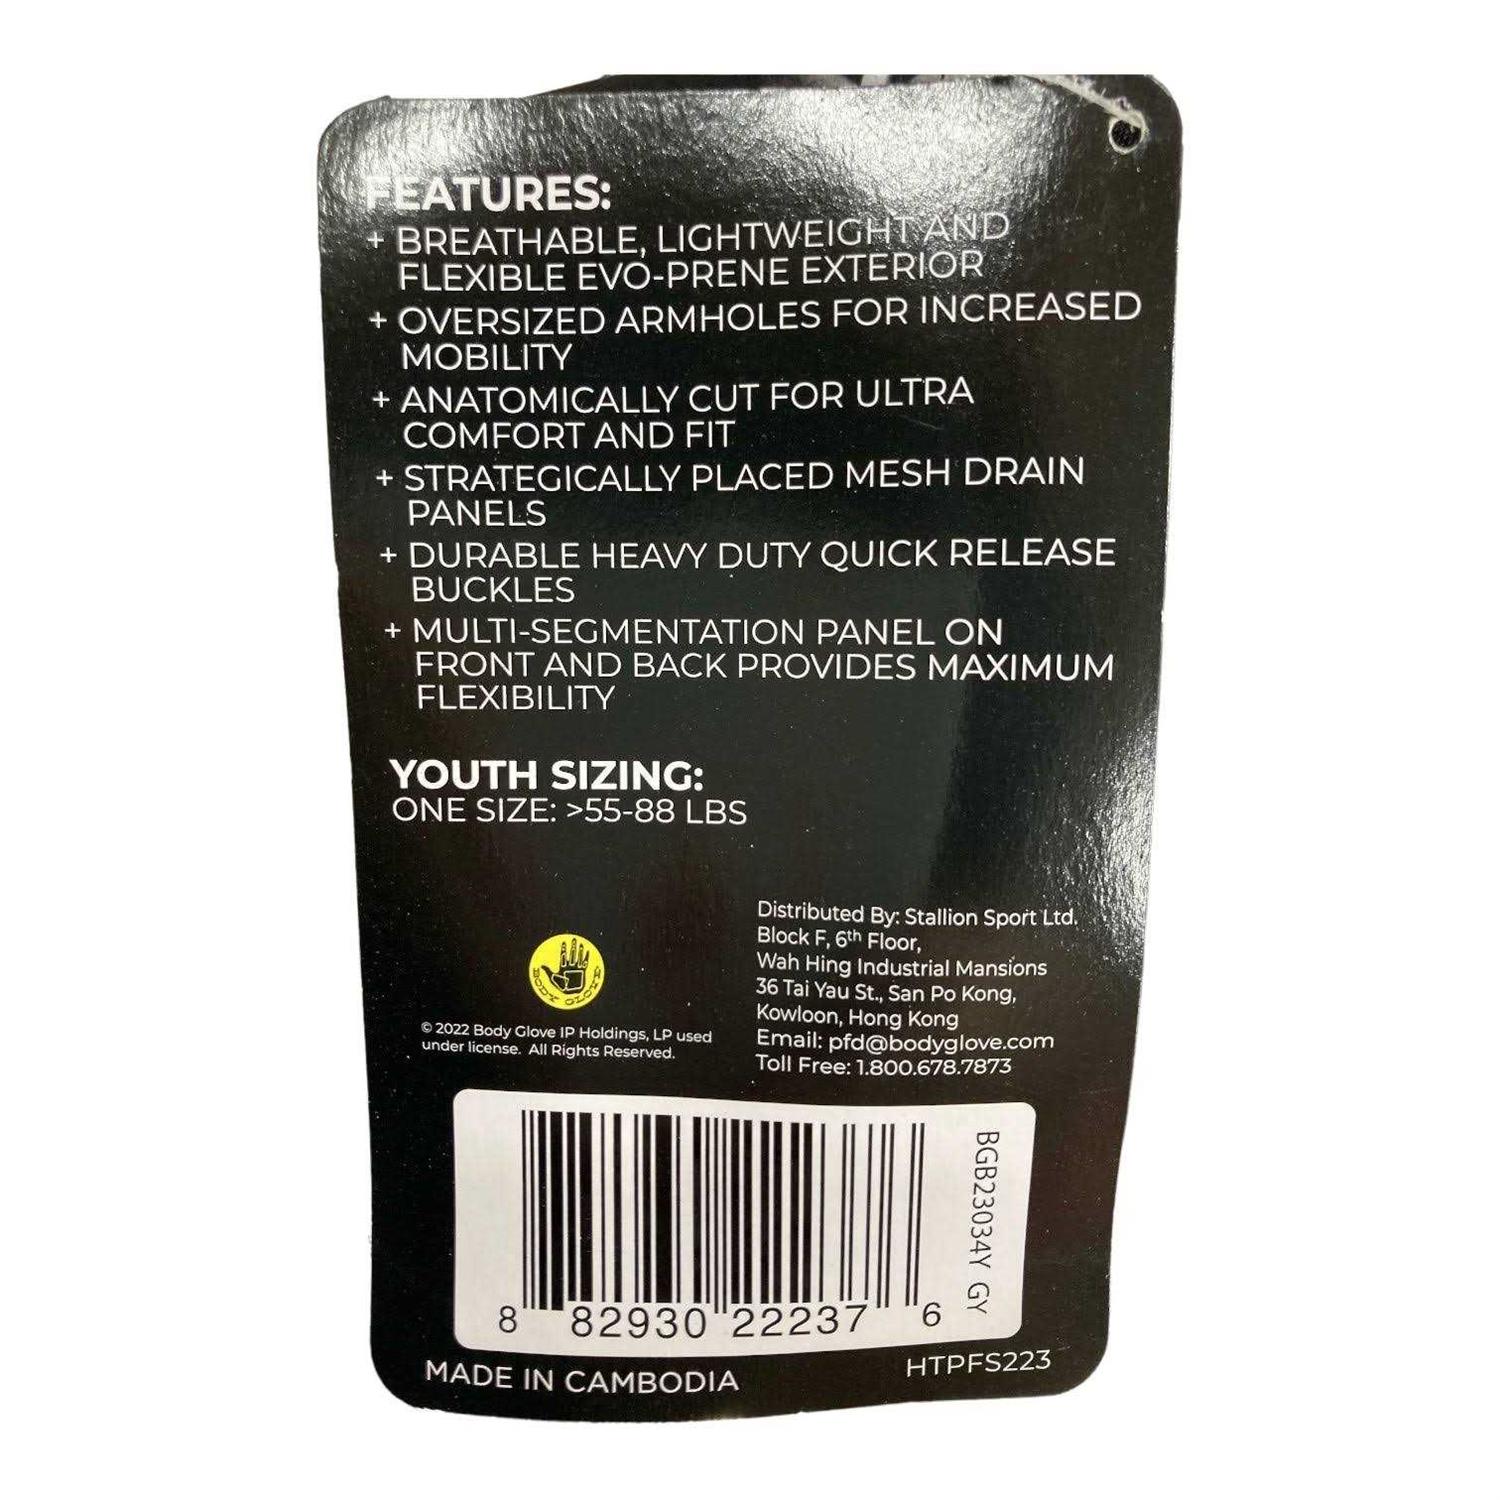 FEATURES:
+ BREATHABLE, LIGHTWEIGHT AND
FLEXIBLE EVO-PRENE EXTERIOR
+ OVERSIZED ARMHOLES FOR INCREASED
MOBILITY
+ ANATOMICALLY CUT FOR ULTRA
COMFORT AND FIT
+ STRATEGICALLY PLACED MESH DRAIN
PANELS
+ DURABLE HEAVY DUTY QUICK RELEASE
BUCKLES
+ MULTI-SEGMENTATION PANEL ON
FRONT AND BACK PROVIDES MAXIMUM
FLEXIBILITY
YOUTH SIZING:
ONE SIZE: >55-88 LBS
BODY GLOVE
© 2022 Body Glove IP Holdings, LP used
under license. All Rights Reserved.
Distributed By: Stallion Sport Ltd.
Block F, 6th Floor,
Wah Hing Industrial Mansions
36 Tai Yau St., San Po Kong,
Kowloon, Hong Kong
Email: pfd@bodyglove.com
Toll Free: 1.800.678.7873
BGB23034Y GY
8 82930 22237 6
MADE IN CAMBODIA
HTPFS223